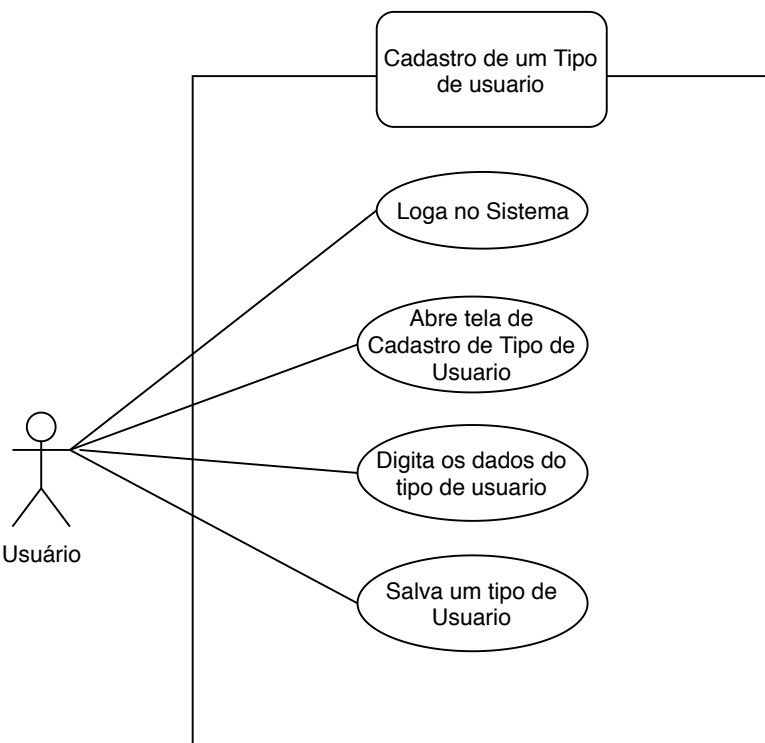 Cadastro de um Tipo
de usuario
Loga no Sistema
Abre tela de
Cadastro de Tipo de
Usuario
Digita os dados do
tipo de usuario
Usuário
Salva um tipo de
Usuario